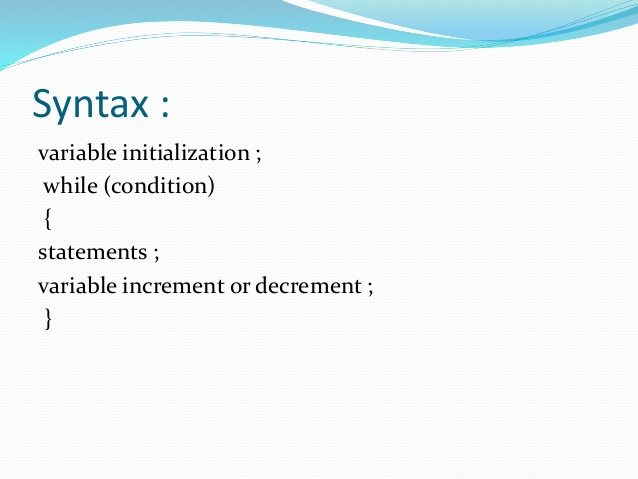 Syntax :
variable initialization ;
while (condition)
{
statements ;
variable increment or decrement ;
}